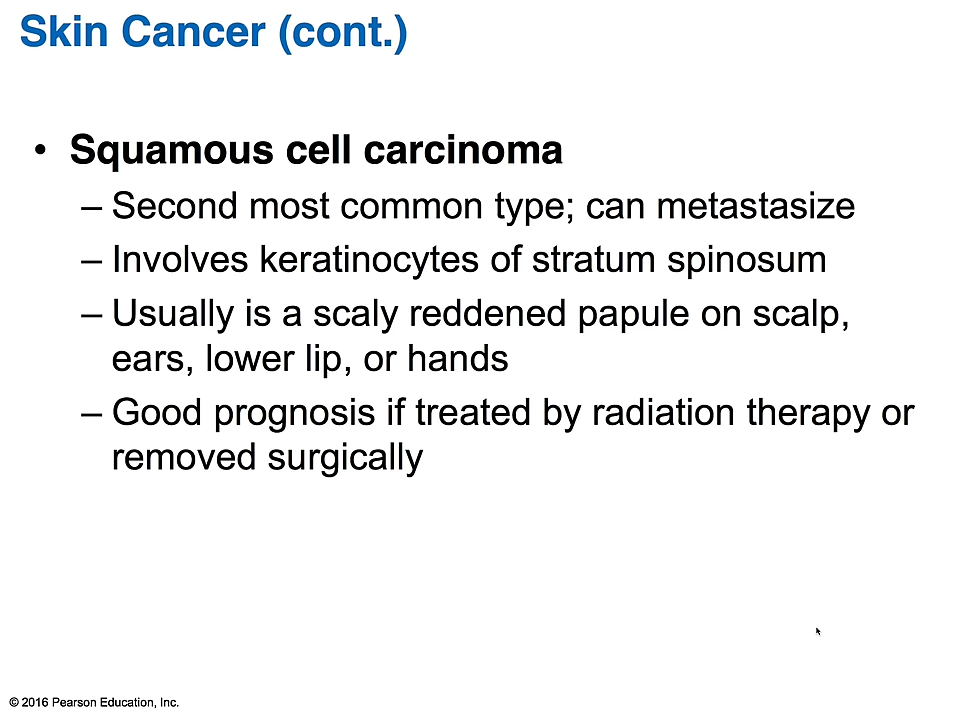 Skin Cancer (cont.)
• Squamous cell carcinoma
– Second most common type; can metastasize
– Involves keratinocytes of stratum spinosum
– Usually is a scaly reddened papule on scalp,
ears, lower lip, or hands
– Good prognosis if treated by radiation therapy or
removed surgically
© 2016 Pearson Education, Inc.